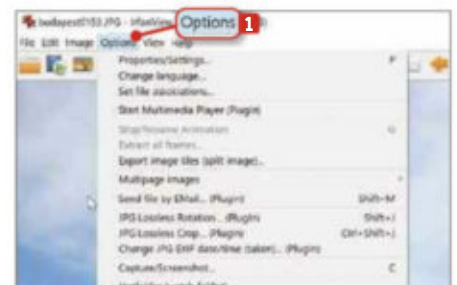 budapest0153.JPG - IrfanView
Options 1
File Edit Image Options View Help
Properties/Settings... P
Change language...
Set file associations...
Start Multimedia Player (Plugin)
Stop/Resume Animation G
Extract all frames...
Export image tiles (split image)...
Multipage images
Send file by EMail... (Plugin) Shift+M
JPG Lossless Rotation... (Plugin) Shift+J
JPG Lossless Crop... (Plugin) Ctrl+Shift+J
Change JPG EXIF date/time (taken)... (Plugin)
Capture/Screenshot... C